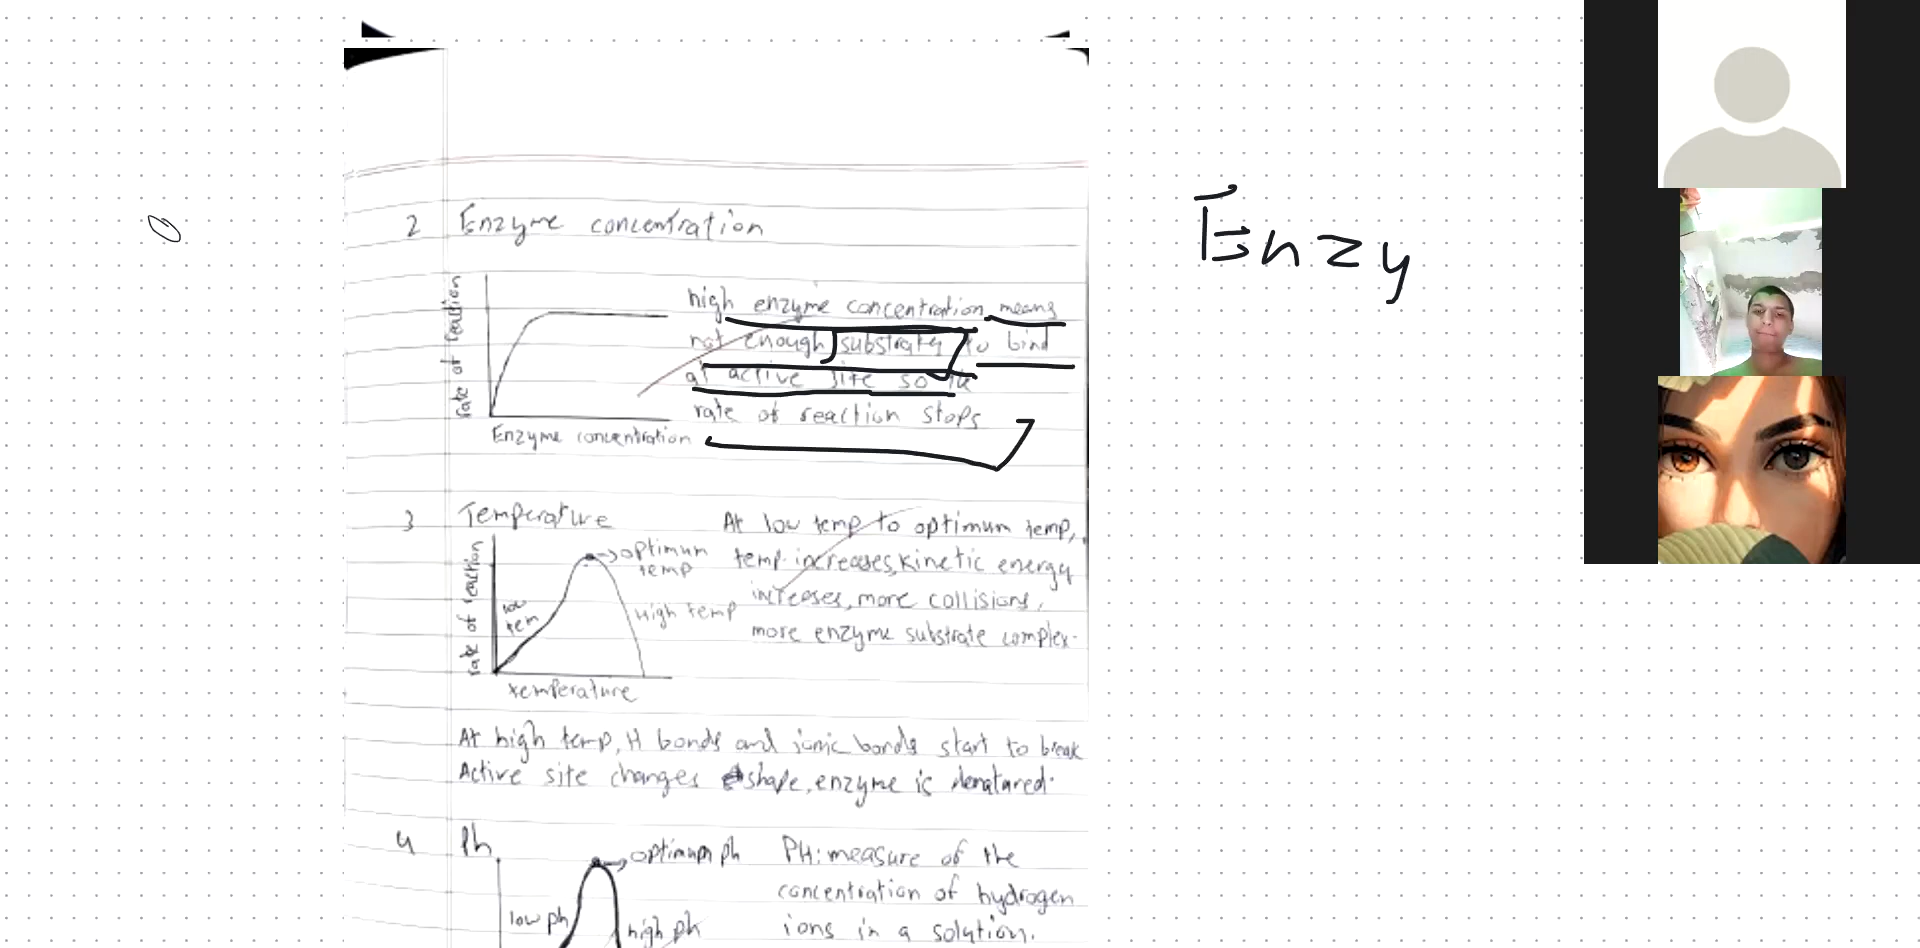 2 Enzyme concentration
rate of reaction
high enzyme concentration means
not enough substrates to bind
at active site so the
rate of reaction stops
Enzyme concentration
Enzy
3 Temperature
At low temp to optimum temp,
temp increases, kinetic energy
increses, more collisions,
more enzyme substrate complex.
optimum
temp
low
tem
high temp
rate of reaction
temperature
At high temp, H bonds and ionic bonds start to break
Active site changes shape, enzyme is denatured.
4 Ph
optimum ph
low ph
high ph
PH: measure of the
concentration of hydrogen
ions in a solution.